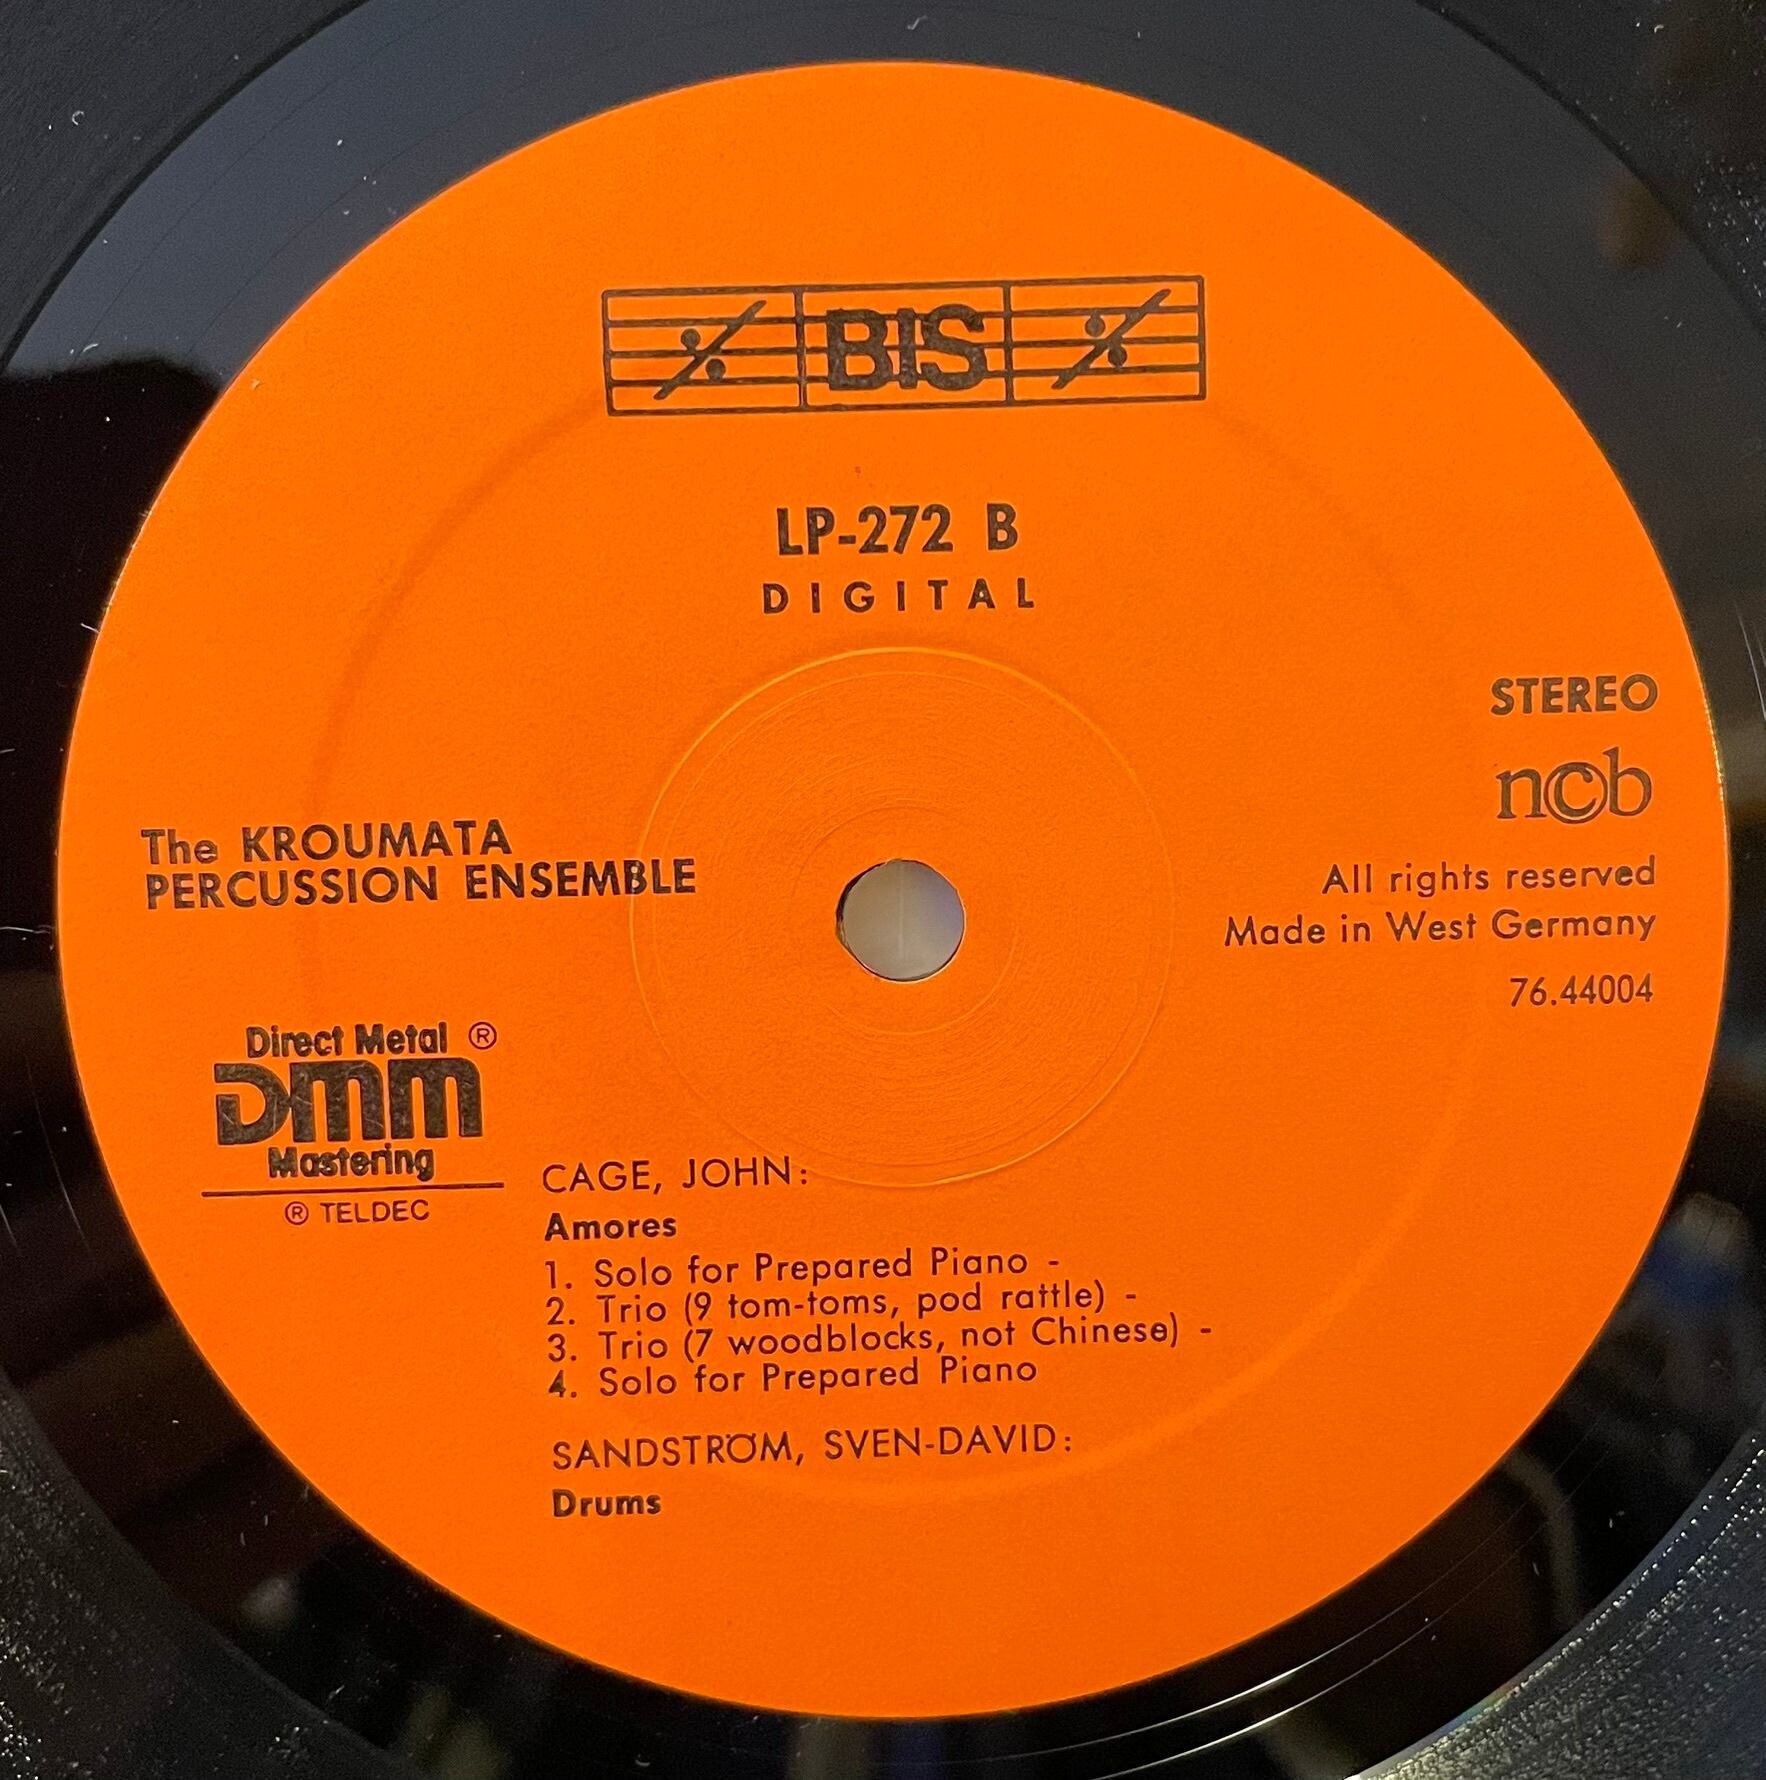 BIS
LP-272 B
DIGITAL
STEREO
n©b
The KROUMATA
PERCUSSION ENSEMBLE
All rights reserved
Made in West Germany
76.44004
Direct Metal ®
DMM
Mastering
® TELDEC
CAGE, JOHN:
Amores
1. Solo for Prepared Piano -
2. Trio (9 tom-toms, pod rattle) -
3. Trio (7 woodblocks, not Chinese) -
4. Solo for Prepared Piano
SANDSTRÖM, SVEN-DAVID:
Drums